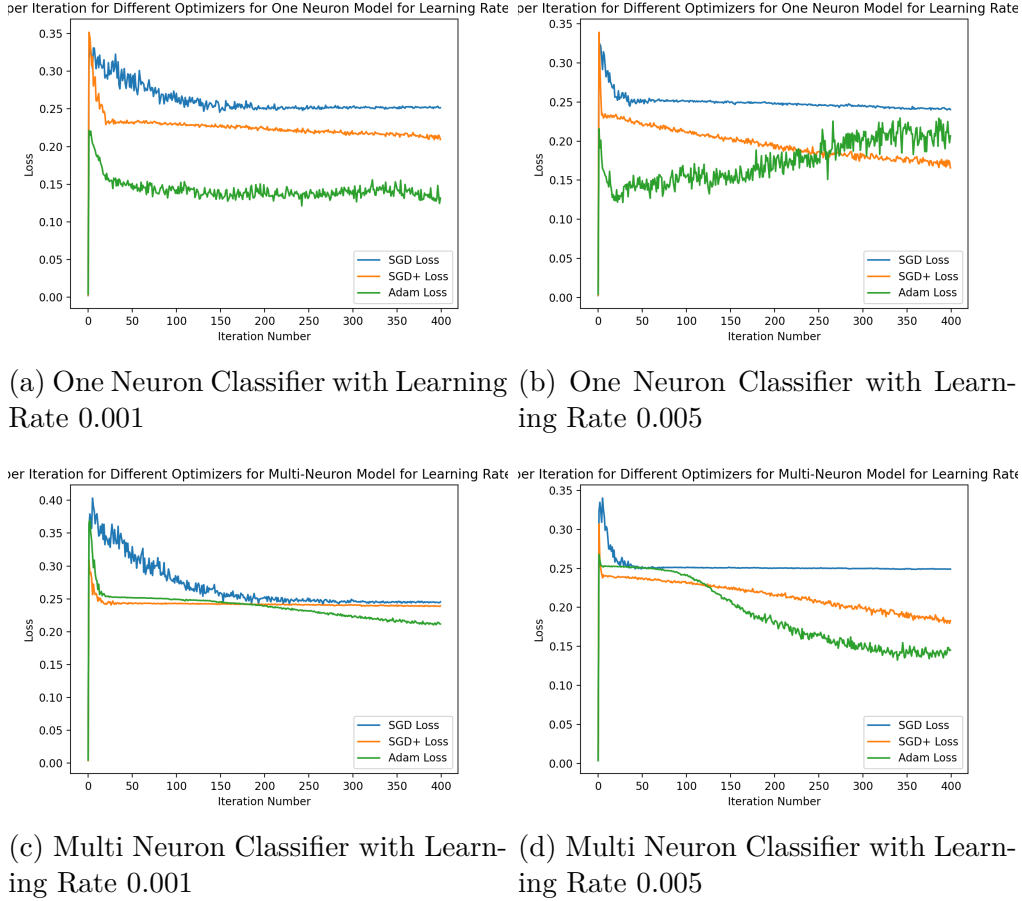 per Iteration for Different Optimizers for One Neuron Model for Learning Rate
0.35
0.30
0.25
0.20
0.15
0.10
0.05
0.00
Loss
0 50 100 150 200 250 300 350 400
Iteration Number
SGD Loss
SGD+ Loss
Adam Loss
(a) One Neuron Classifier with Learning
Rate 0.001
per Iteration for Different Optimizers for One Neuron Model for Learning Rate
0.35
0.30
0.25
0.20
0.15
0.10
0.05
0.00
Loss
0 50 100 150 200 250 300 350 400
Iteration Number
SGD Loss
SGD+ Loss
Adam Loss
(b) One Neuron Classifier with Learn-
ing Rate 0.005
per Iteration for Different Optimizers for Multi-Neuron Model for Learning Rate
0.40
0.35
0.30
0.25
0.20
0.15
0.10
0.05
0.00
Loss
0 50 100 150 200 250 300 350 400
Iteration Number
SGD Loss
SGD+ Loss
Adam Loss
(c) Multi Neuron Classifier with Learn-
ing Rate 0.001
per Iteration for Different Optimizers for Multi-Neuron Model for Learning Rate
0.35
0.30
0.25
0.20
0.15
0.10
0.05
0.00
Loss
0 50 100 150 200 250 300 350 400
Iteration Number
SGD Loss
SGD+ Loss
Adam Loss
(d) Multi Neuron Classifier with Learn-
ing Rate 0.005